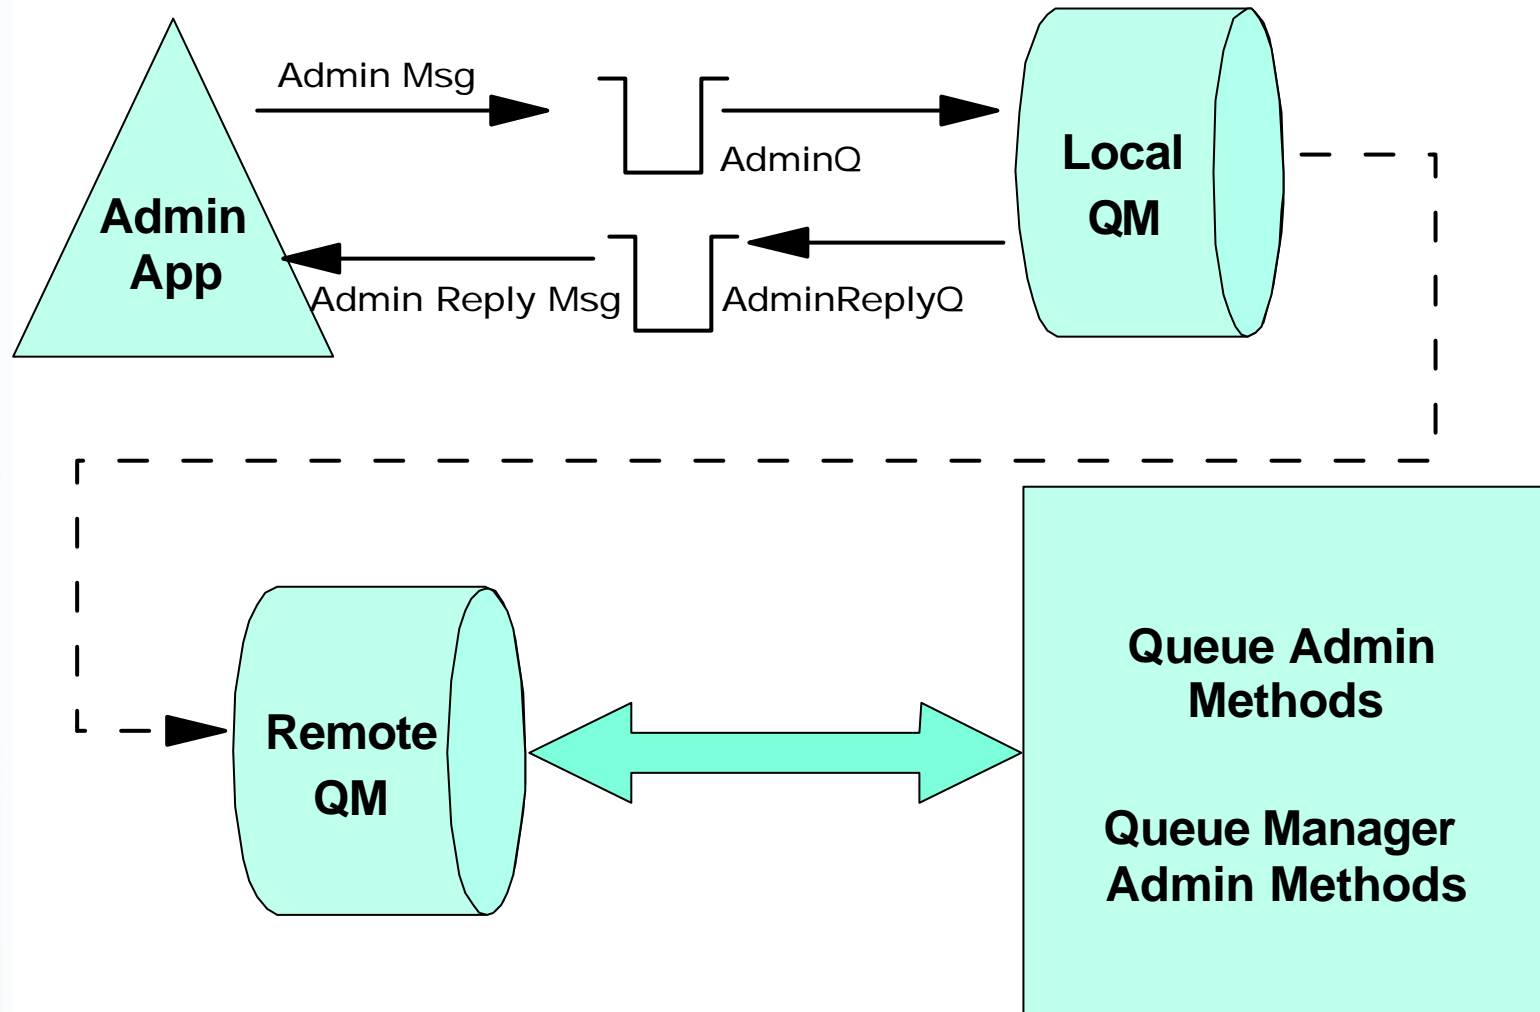 Admin Msg
AdminQ
Local
QM
Admin
App
Admin Reply Msg
AdminReplyQ
Remote
QM
Queue Admin
Methods
Queue Manager
Admin Methods